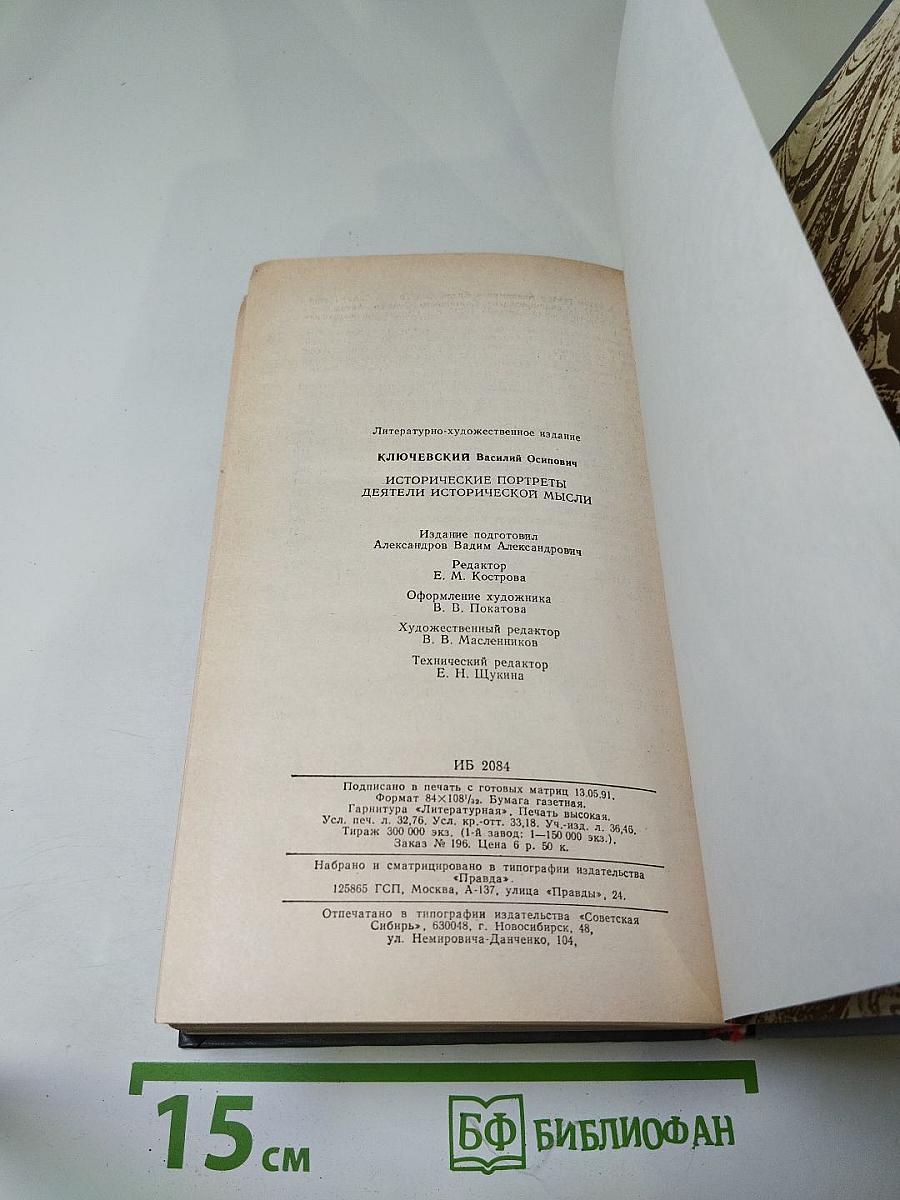 Литературно-художественное издание
КЛЮЧЕВСКИЙ Василий Осипович
ИСТОРИЧЕСКИЕ ПОРТРЕТЫ
ДЕЯТЕЛИ ИСТОРИЧЕСКОЙ МЫСЛИ
Издание подготовил
Александров Вадим Александрович
Редактор
Е. М. Кострова
Оформление художника
В. В. Покатова
Художественный редактор
В. В. Масленников
Технический редактор
Е. Н. Щукина
ИБ 2084
Подписано в печать с готовых матриц 13.05.91.
Формат 84×108¹/₃₂. Бумага газетная.
Гарнитура «Литературная». Печать высокая.
Усл. печ. л. 32,76. Усл. кр.-отт. 33,18. Уч.-изд. л. 36,46.
Тираж 300 000 экз. (1-й завод: 1—150 000 экз.).
Заказ № 196. Цена 6 р. 50 к.
Набрано и сматрицировано в типографии издательства
«Правда».
125865 ГСП, Москва, А-137, улица «Правды», 24.
Отпечатано в типографии издательства «Советская
Сибирь», 630048, г. Новосибирск, 48,
ул. Немировича-Данченко, 104,
15 см
БФ БИБЛИОФАН